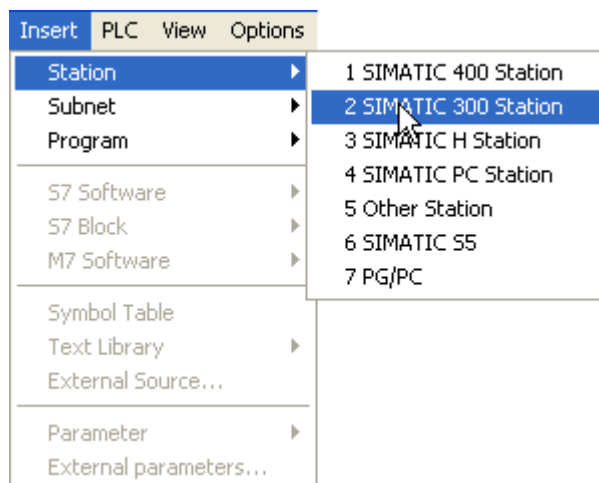 Insert PLC View Options
Station
Subnet
Program
S7 Software
S7 Block
M7 Software
Symbol Table
Text Library
External Source...
Parameter
External parameters...
1 SIMATIC 400 Station
2 SIMATIC 300 Station
3 SIMATIC H Station
4 SIMATIC PC Station
5 Other Station
6 SIMATIC S5
7 PG/PC